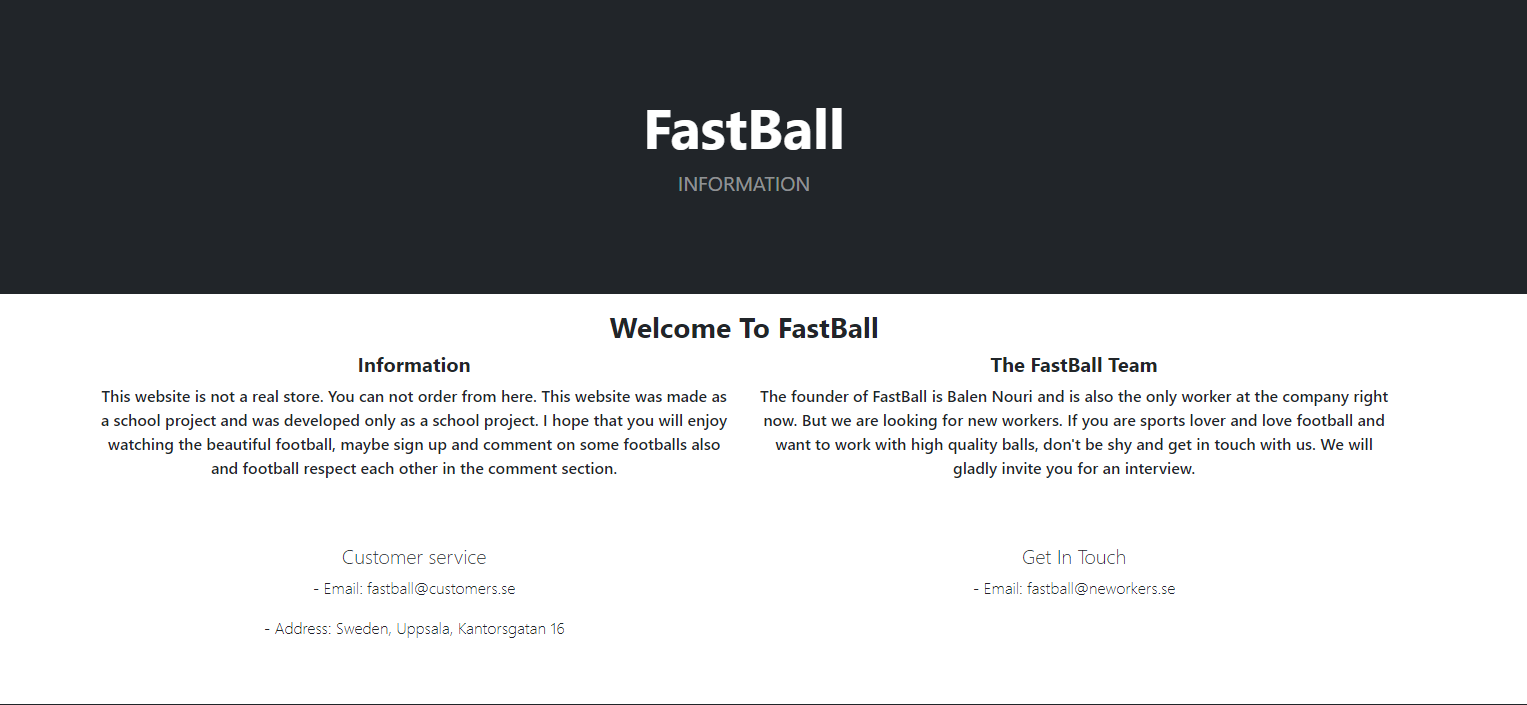 FastBall
INFORMATION
Welcome To FastBall
Information
This website is not a real store. You can not order from here. This website was made as
a school project and was developed only as a school project. I hope that you will enjoy
watching the beautiful football, maybe sign up and comment on some footballs also
and football respect each other in the comment section.
The FastBall Team
The founder of FastBall is Balen Nouri and is also the only worker at the company right
now. But we are looking for new workers. If you are sports lover and love football and
want to work with high quality balls, don't be shy and get in touch with us. We will
gladly invite you for an interview.
Customer service
- Email: fastball@customers.se
- Address: Sweden, Uppsala, Kantorsgatan 16
Get In Touch
- Email: fastball@neworkers.se